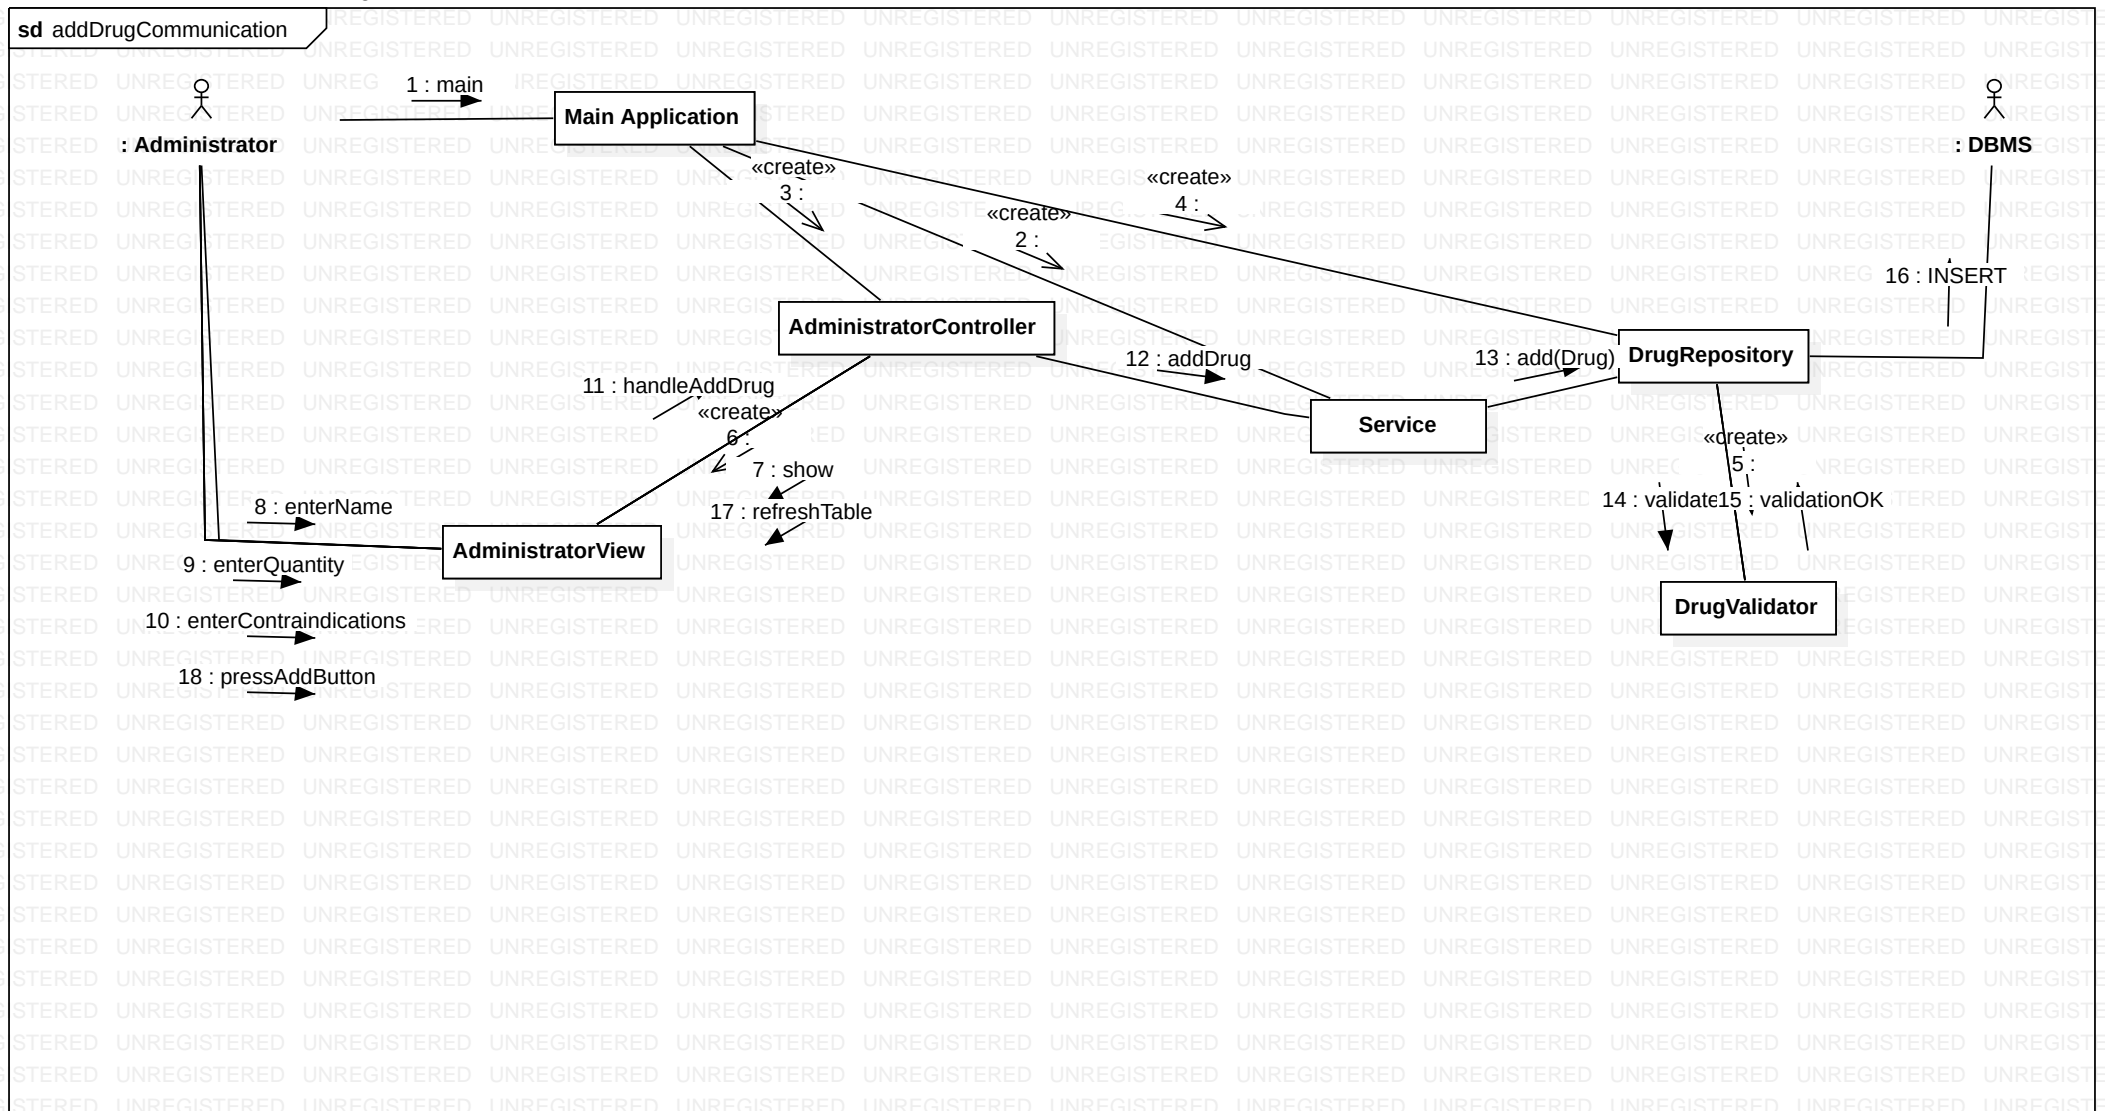 sd addDrugCommunication
1 : main
: Administrator
Main Application
: DBMS
«create»
3 :
«create»
4 :
«create»
2 :
16 : INSERT
AdministratorController
DrugRepository
12 : addDrug
13 : add(Drug)
11 : handleAddDrug
«create»
6 :
Service
«create»
5 :
7 : show
14 : validate
15 : validationOK
8 : enterName
17 : refreshTable
AdministratorView
9 : enterQuantity
DrugValidator
10 : enterContraindications
18 : pressAddButton
UNREGISTERED